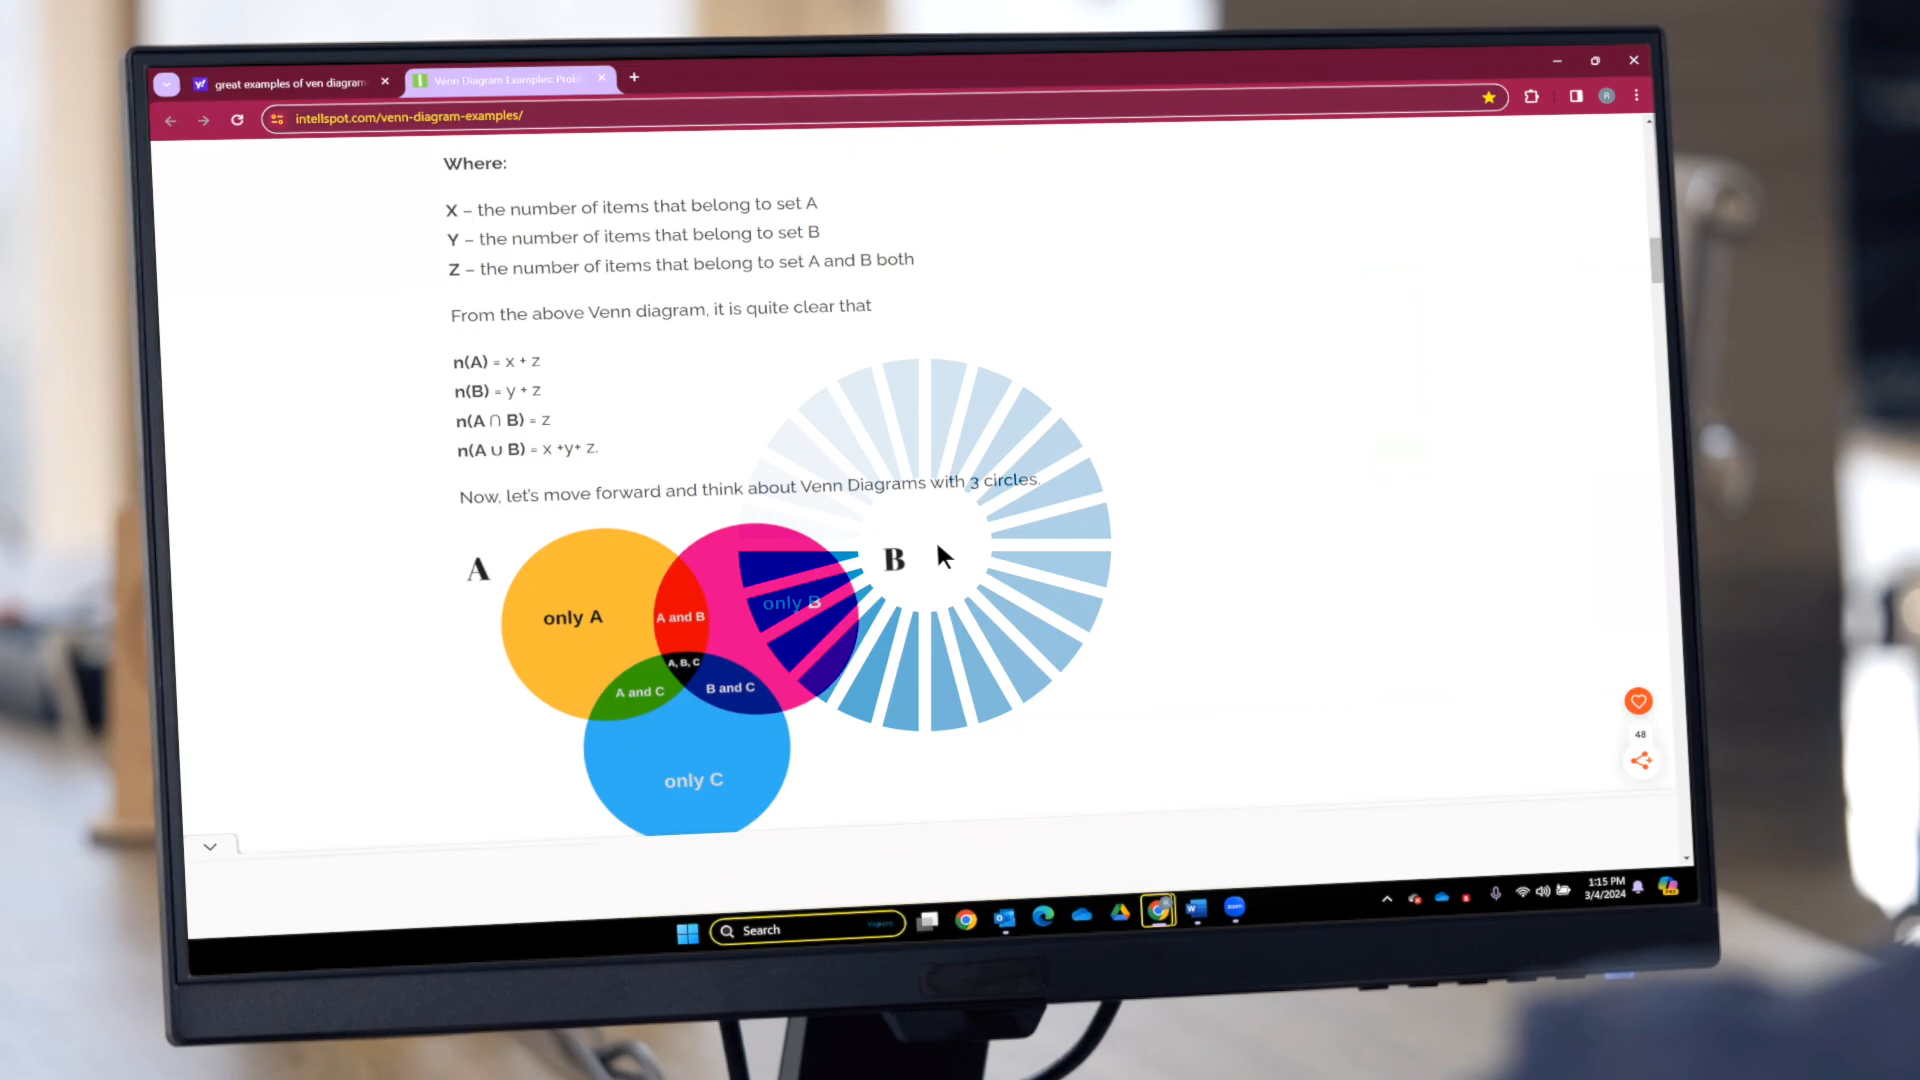 great examples of ven diagram
Venn Diagram Examples: Probl
intellspot.com/venn-diagram-examples/
R
Where:
X – the number of items that belong to set A
Y – the number of items that belong to set B
Z – the number of items that belong to set A and B both
From the above Venn diagram, it is quite clear that
n(A) = x + z
n(B) = y + z
n(A ∩ B) = z
n(A ∪ B) = x +y+ z.
Now, let's move forward and think about Venn Diagrams with 3 circles.
A
B
only A
A and B
only B
A, B, C
A and C
B and C
only C
48
Search
zoom
1:15 PM
3/4/2024